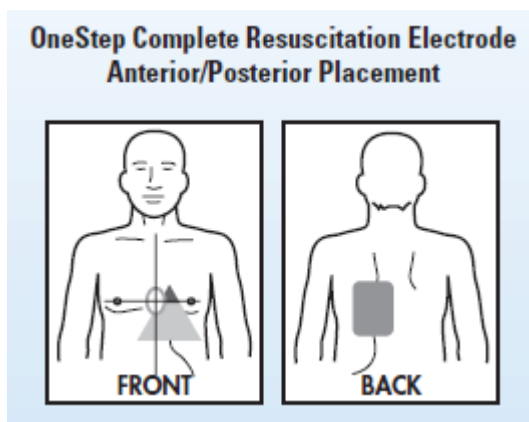 OneStep Complete Resuscitation Electrode
Anterior/Posterior Placement
FRONT
BACK